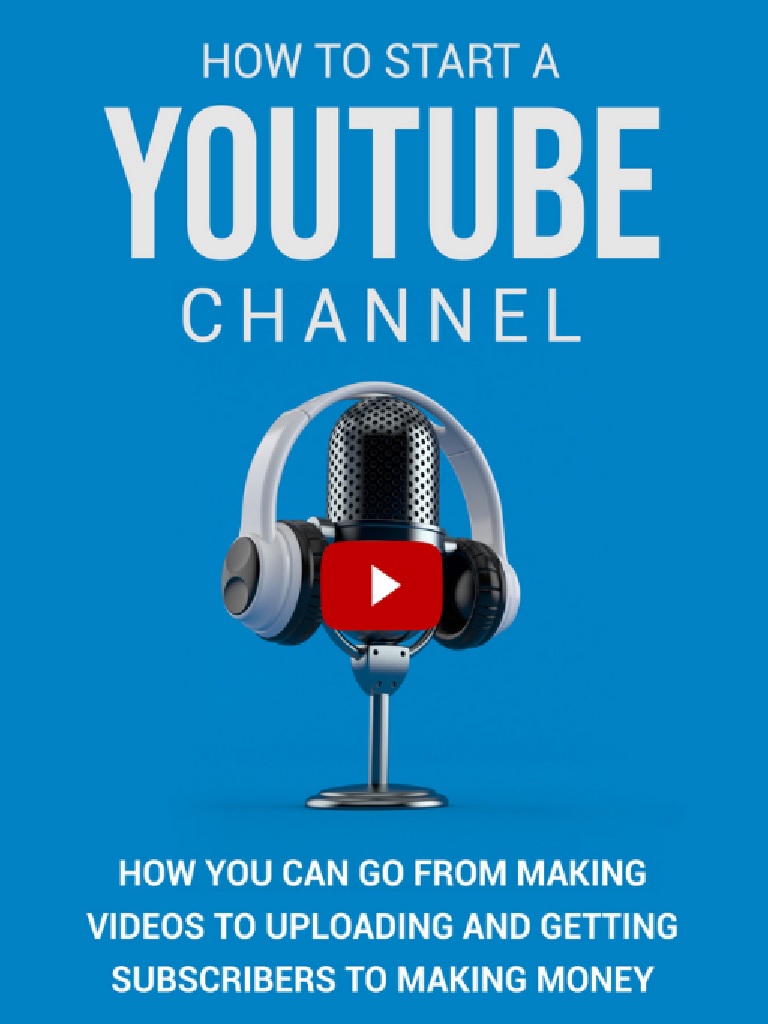 HOW TO START A
YOUTUBE
CHANNEL
HOW YOU CAN GO FROM MAKING
VIDEOS TO UPLOADING AND GETTING
SUBSCRIBERS TO MAKING MONEY